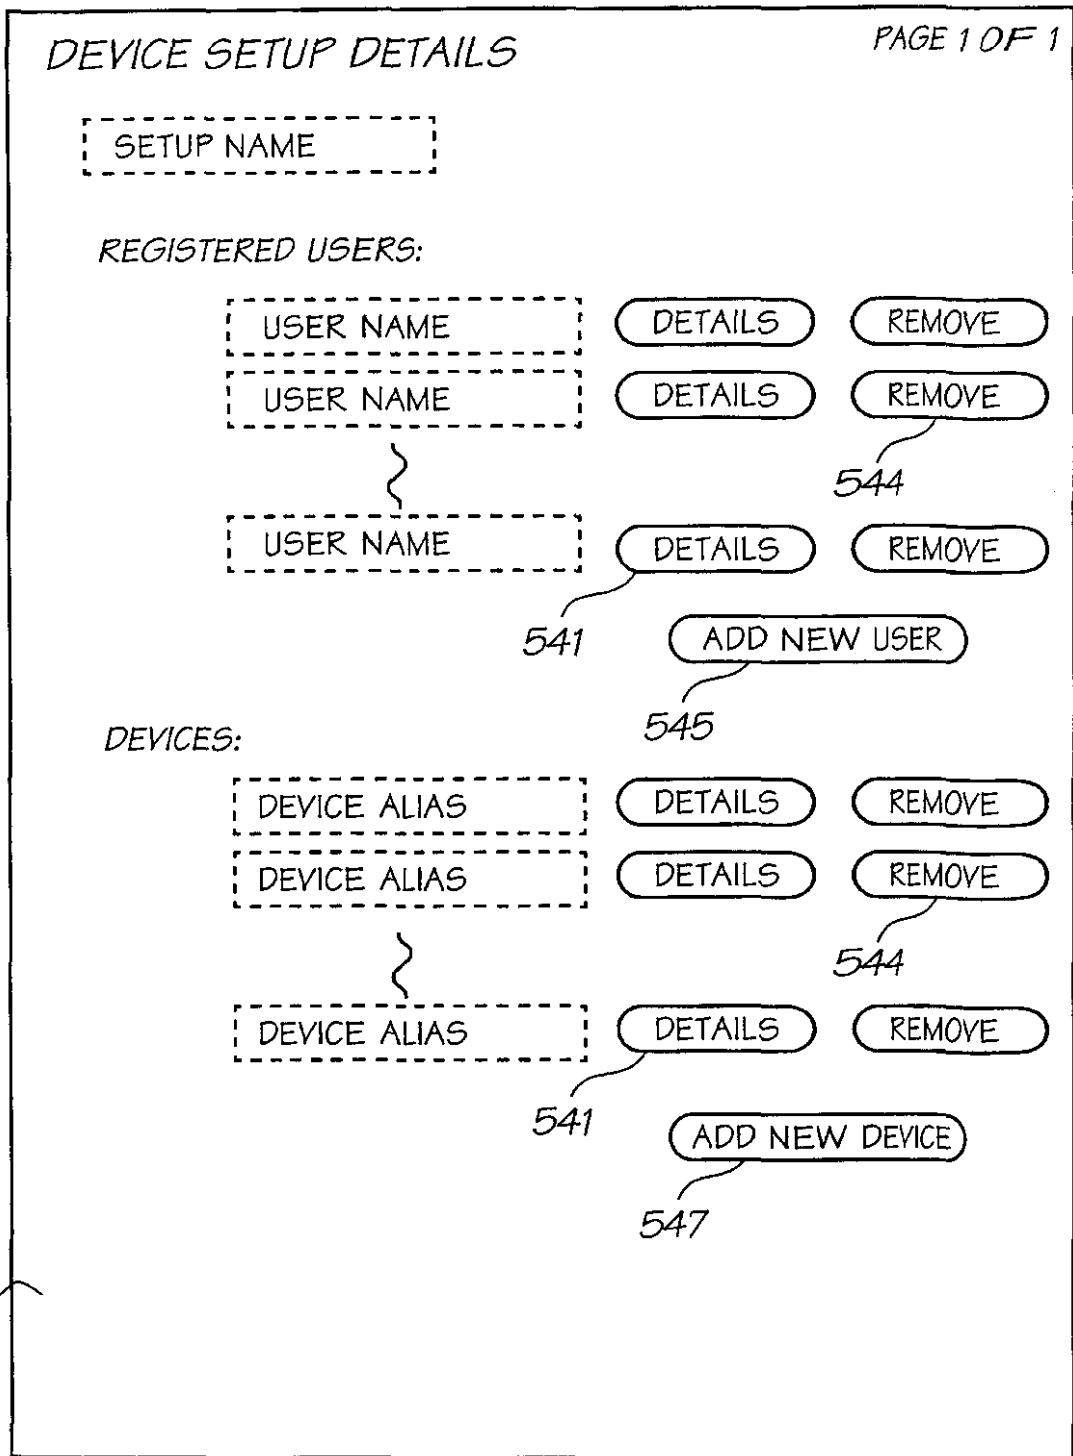 DEVICE SETUP DETAILS PAGE 1 OF 1
SETUP NAME
REGISTERED USERS:
USER NAME DETAILS REMOVE
USER NAME DETAILS REMOVE
544
USER NAME DETAILS REMOVE
541 ADD NEW USER
545
DEVICES:
DEVICE ALIAS DETAILS REMOVE
DEVICE ALIAS DETAILS REMOVE
544
DEVICE ALIAS DETAILS REMOVE
541 ADD NEW DEVICE
547